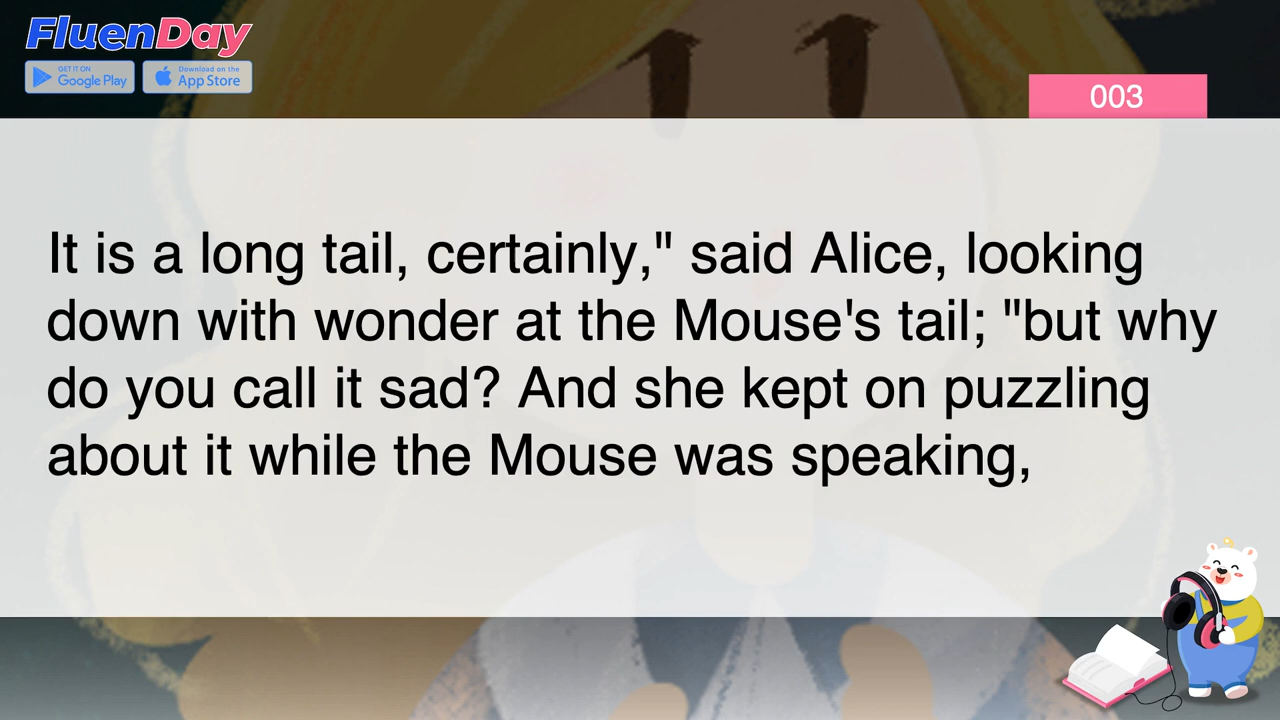 FluenDay
GET IT ON
Google Play
Download on the
App Store
003
It is a long tail, certainly," said Alice, looking
down with wonder at the Mouse's tail; "but why
do you call it sad? And she kept on puzzling
about it while the Mouse was speaking,